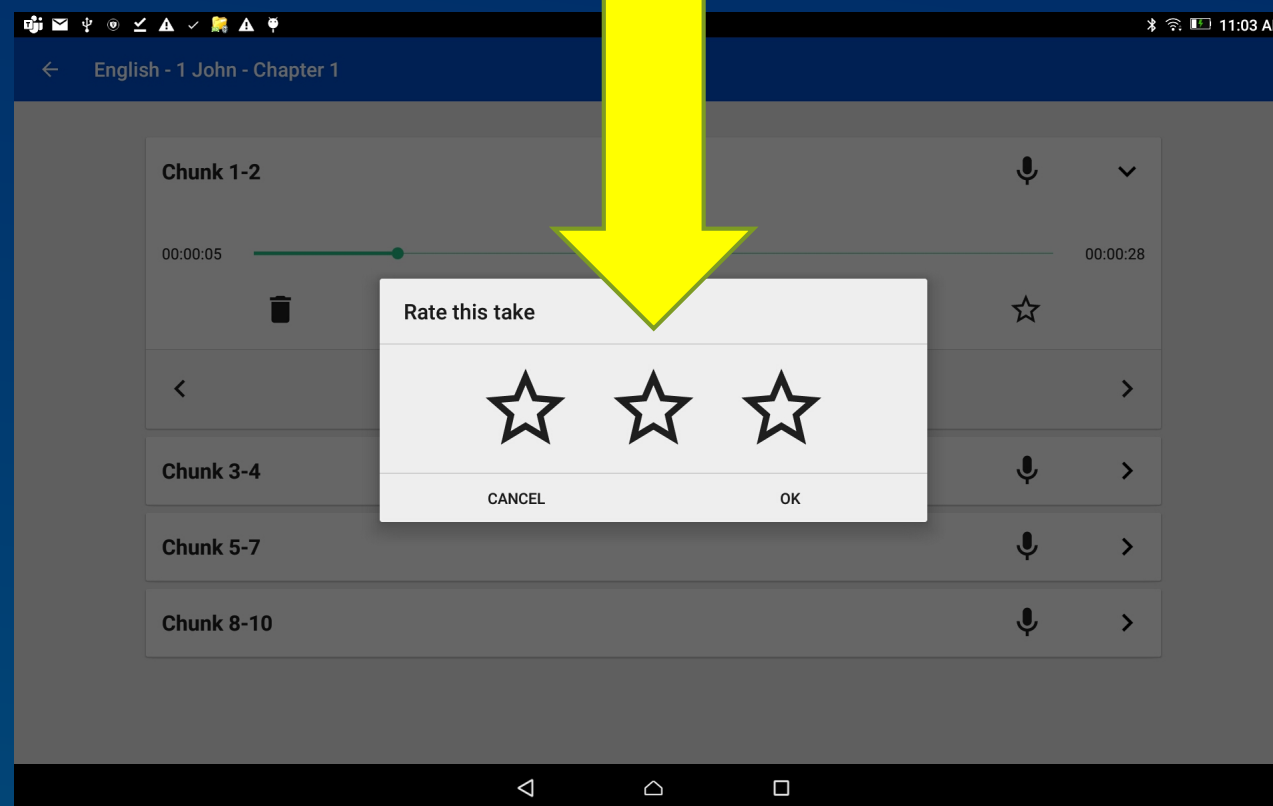 11:03 A
English - 1 John - Chapter 1
Chunk 1-2
00:00:05
00:00:28
Rate this take
CANCEL
OK
Chunk 3-4
Chunk 5-7
Chunk 8-10